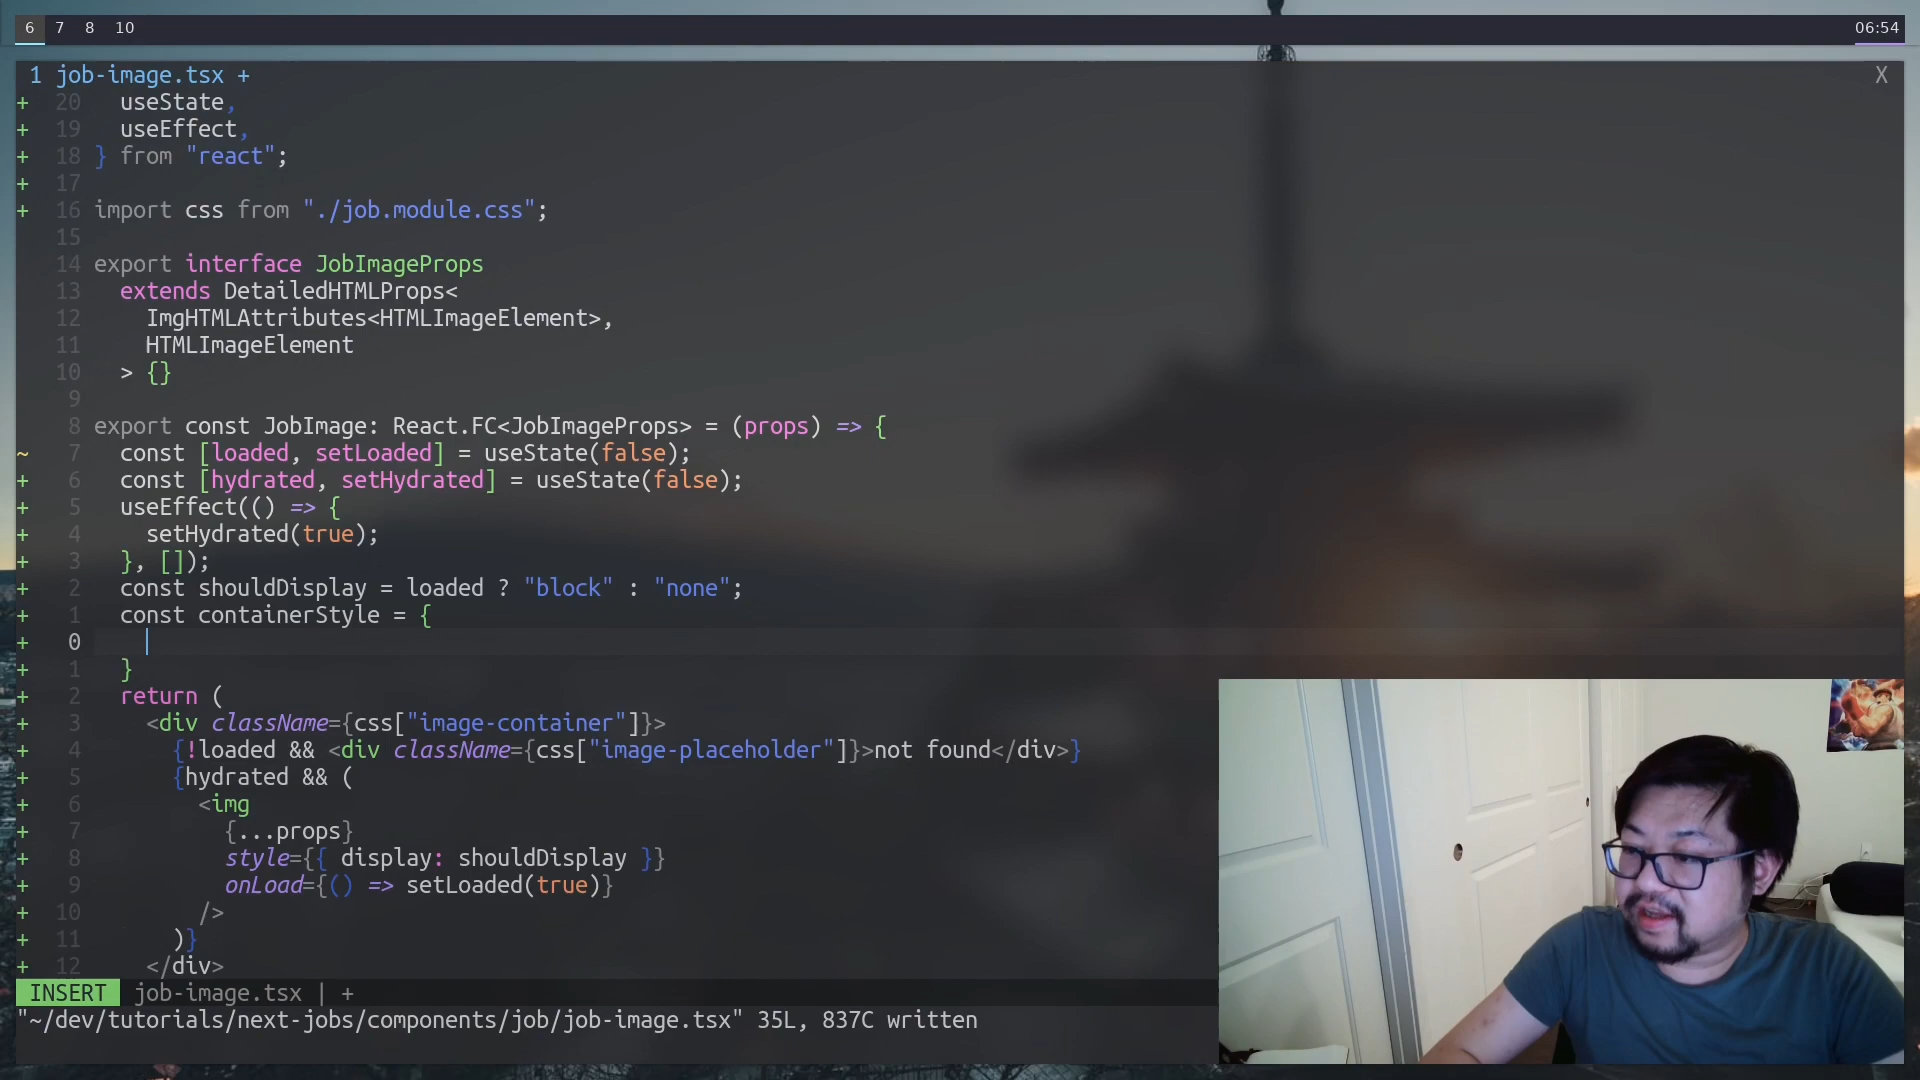 6 7 8 10 06:54
1 job-image.tsx + X
+ 20 useState,
+ 19 useEffect,
+ 18 } from "react";
+ 17
+ 16 import css from "./job.module.css";
15
14 export interface JobImageProps
13 extends DetailedHTMLProps<
12 ImgHTMLAttributes<HTMLImageElement>,
11 HTMLImageElement
10 > {}
9
8 export const JobImage: React.FC<JobImageProps> = (props) => {
~ 7 const [loaded, setLoaded] = useState(false);
+ 6 const [hydrated, setHydrated] = useState(false);
+ 5 useEffect(() => {
+ 4 setHydrated(true);
+ 3 }, []);
+ 2 const shouldDisplay = loaded ? "block" : "none";
+ 1 const containerStyle = {
+ 0
+ 1 }
+ 2 return (
+ 3 <div className={css["image-container"]}>
+ 4 {!loaded && <div className={css["image-placeholder"]}>not found</div>}
+ 5 {hydrated && (
+ 6 <img
+ 7 {...props}
+ 8 style={{ display: shouldDisplay }}
+ 9 onLoad={() => setLoaded(true)}
+ 10 />
+ 11 )}
+ 12 </div>
INSERT job-image.tsx | +
"~/dev/tutorials/next-jobs/components/job/job-image.tsx" 35L, 837C written